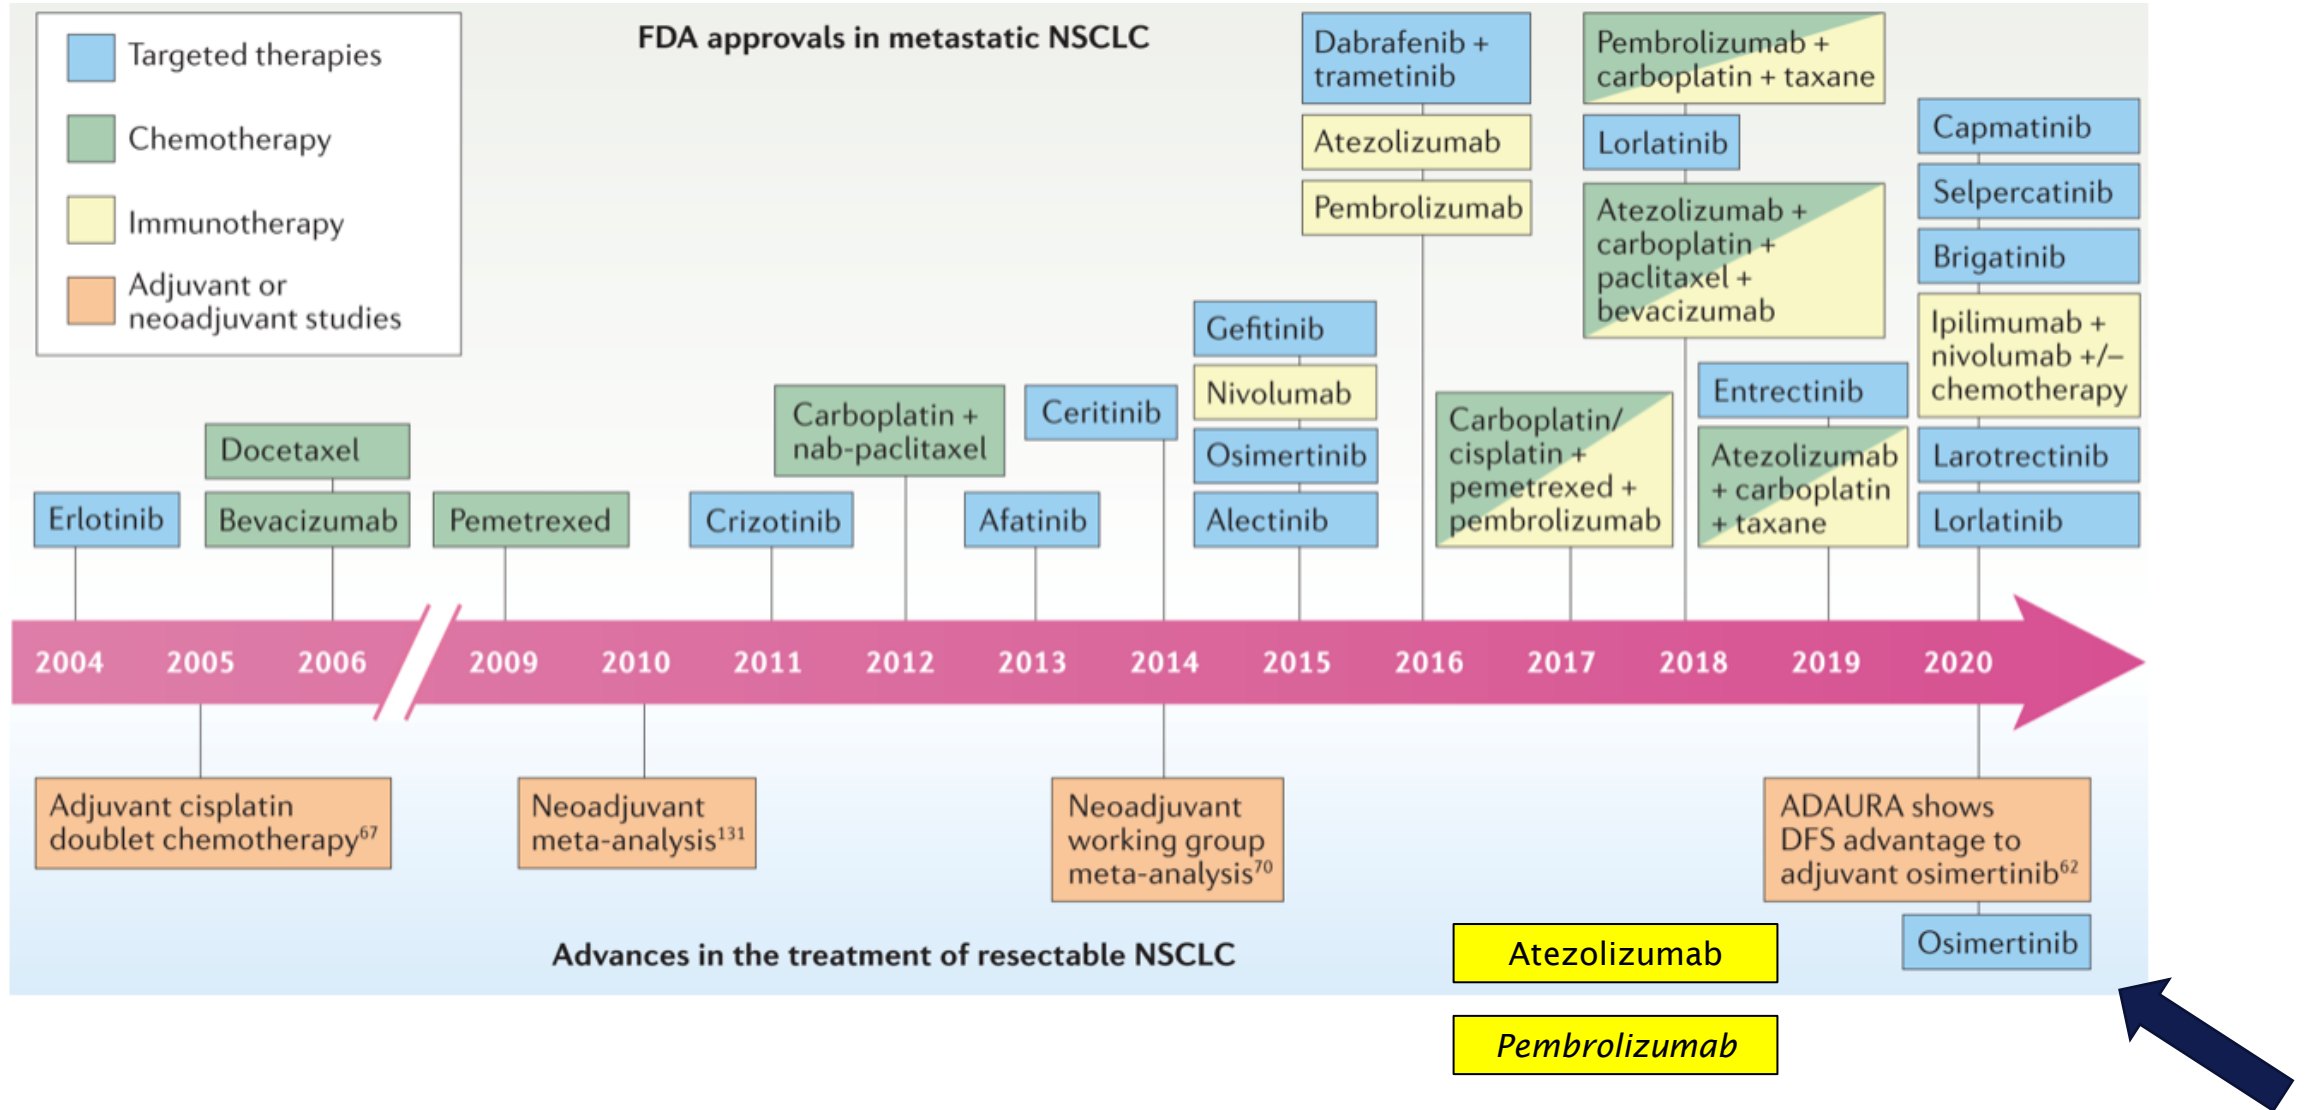 FDA approvals in metastatic NSCLC
Targeted therapies
Chemotherapy
Immunotherapy
Adjuvant or
neoadjuvant studies
Erlotinib
Docetaxel
Bevacizumab
Pemetrexed
Crizotinib
Carboplatin +
nab-paclitaxel
Afatinib
Ceritinib
Gefitinib
Nivolumab
Osimertinib
Alectinib
Dabrafenib +
trametinib
Atezolizumab
Pembrolizumab
Carboplatin/
cisplatin +
pemetrexed +
pembrolizumab
Pembrolizumab +
carboplatin + taxane
Lorlatinib
Atezolizumab +
carboplatin +
paclitaxel +
bevacizumab
Entrectinib
Atezolizumab
+ carboplatin
+ taxane
Capmatinib
Selpercatinib
Brigatinib
Ipilimumab +
nivolumab +/–
chemotherapy
Larotrectinib
Lorlatinib
2004 2005 2006 2009 2010 2011 2012 2013 2014 2015 2016 2017 2018 2019 2020
Adjuvant cisplatin
doublet chemotherapy67
Neoadjuvant
meta-analysis131
Neoadjuvant
working group
meta-analysis70
ADAURA shows
DFS advantage to
adjuvant osimertinib62
Osimertinib
Advances in the treatment of resectable NSCLC
Atezolizumab
Pembrolizumab